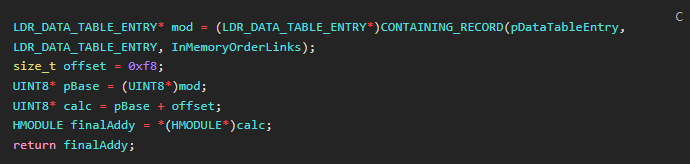 C
LDR_DATA_TABLE_ENTRY* mod = (LDR_DATA_TABLE_ENTRY*)CONTAINING_RECORD(pDataTableEntry,
LDR_DATA_TABLE_ENTRY, InMemoryOrderLinks);
size_t offset = 0xf8;
UINT8* pBase = (UINT8*)mod;
UINT8* calc = pBase + offset;
HMODULE finalAddy = *(HMODULE*)calc;
return finalAddy;